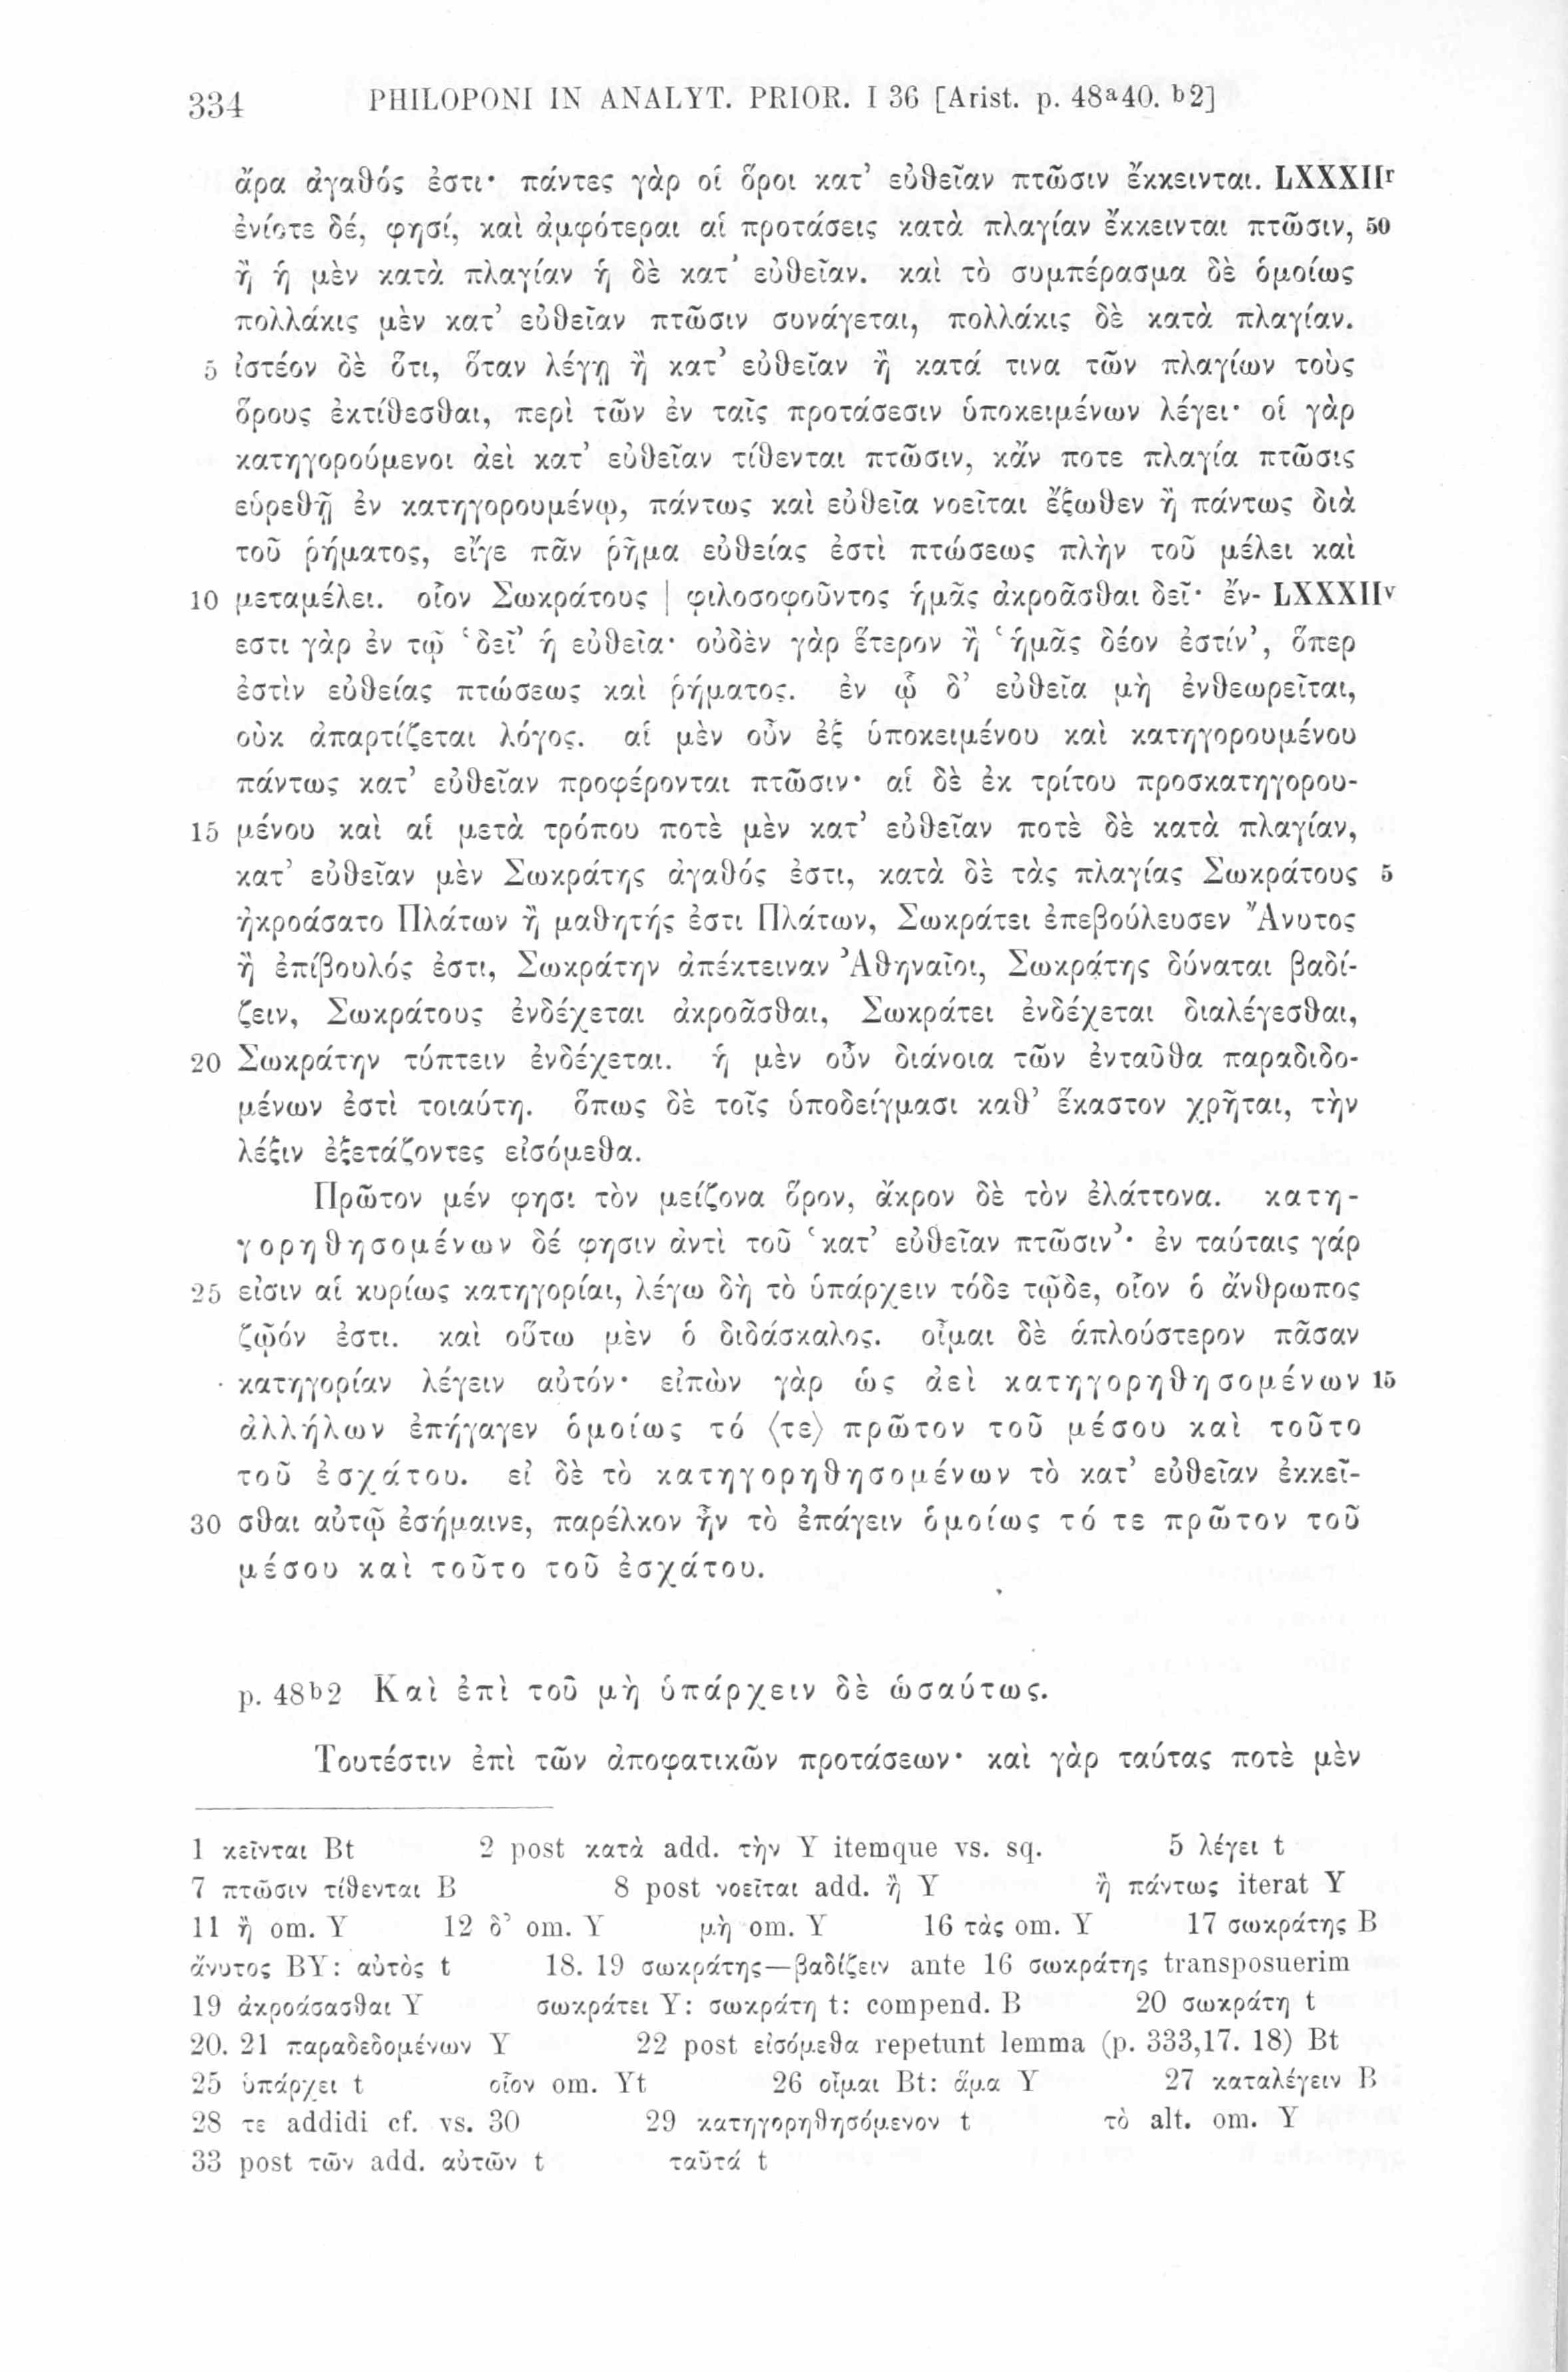 334 PHILOPONI IN ANALYT. PRIOR. I 36 [Arist. p. 48ᵃ40. ᵇ2]
ἄρα ἀγαθός ἐστι· πάντες γὰρ οἱ ὅροι κατ’ εὐθεῖαν πτῶσιν ἔκκεινται. LXXXIIʳ
ἐνίοτε δέ, φησί, καὶ ἀμφότεραι αἱ προτάσεις κατὰ πλαγίαν ἔκκεινται πτῶσιν, 50
ἢ ἡ μὲν κατὰ πλαγίαν ἡ δὲ κατ’ εὐθεῖαν. καὶ τὸ συμπέρασμα δὲ ὁμοίως
πολλάκις μὲν κατ’ εὐθεῖαν πτῶσιν συνάγεται, πολλάκις δὲ κατὰ πλαγίαν.
5 ἰστέον δὲ ὅτι, ὅταν λέγῃ ἢ κατ’ εὐθεῖαν ἢ κατά τινα τῶν πλαγίων τοὺς
ὅρους ἐκτίθεσθαι, περὶ τῶν ἐν ταῖς προτάσεσιν ὑποκειμένων λέγει· οἱ γὰρ
κατηγορούμενοι ἀεὶ κατ’ εὐθεῖαν τίθενται πτῶσιν, κἄν ποτε πλαγία πτῶσις
εὑρεθῇ ἐν κατηγορουμένῳ, πάντως καὶ εὐθεῖα νοεῖται ἔξωθεν ἢ πάντως διὰ
τοῦ ῥήματος, εἴγε πᾶν ῥῆμα εὐθείας ἐστὶ πτώσεως πλὴν τοῦ μέλει καὶ
10 μεταμέλει. οἷον Σωκράτους | φιλοσοφοῦντος ἡμᾶς ἀκροᾶσθαι δεῖ· ἔν- LXXXIIᵛ
εστι γὰρ ἐν τῷ ‘δεῖ’ ἡ εὐθεῖα· οὐδὲν γὰρ ἕτερον ἢ ‘ἡμᾶς δέον ἐστίν’, ὅπερ
ἐστὶν εὐθείας πτώσεως καὶ ῥήματος. ἐν ᾧ δ’ εὐθεῖα μὴ ἐνθεωρεῖται,
οὐκ ἀπαρτίζεται λόγος. αἱ μὲν οὖν ἐξ ὑποκειμένου καὶ κατηγορουμένου
πάντως κατ’ εὐθεῖαν προφέρονται πτῶσιν· αἱ δὲ ἐκ τρίτου προσκατηγορου-
15 μένου καὶ αἱ μετὰ τρόπου ποτὲ μὲν κατ’ εὐθεῖαν ποτὲ δὲ κατὰ πλαγίαν,
κατ’ εὐθεῖαν μὲν Σωκράτης ἀγαθός ἐστι, κατὰ δὲ τὰς πλαγίας Σωκράτους 5
ἠκροάσατο Πλάτων ἢ μαθητής ἐστι Πλάτων, Σωκράτει ἐπεβούλευσεν Ἄνυτος
ἢ ἐπίβουλός ἐστι, Σωκράτην ἀπέκτειναν Ἀθηναῖοι, Σωκράτης δύναται βαδί-
ζειν, Σωκράτους ἐνδέχεται ἀκροᾶσθαι, Σωκράτει ἐνδέχεται διαλέγεσθαι,
20 Σωκράτην τύπτειν ἐνδέχεται. ἡ μὲν οὖν διάνοια τῶν ἐνταῦθα παραδιδο-
μένων ἐστὶ τοιαύτη. ὅπως δὲ τοῖς ὑποδείγμασι καθ’ ἕκαστον χρῆται, τὴν
λέξιν ἐξετάζοντες εἰσόμεθα.
Πρῶτον μέν φησι τὸν μείζονα ὅρον, ἄκρον δὲ τὸν ἐλάττονα. κατη-
γορηθησομένων δέ φησιν ἀντὶ τοῦ ‘κατ’ εὐθεῖαν πτῶσιν’· ἐν ταύταις γάρ
25 εἰσιν αἱ κυρίως κατηγορίαι, λέγω δὴ τὸ ὑπάρχειν τόδε τῷδε, οἷον ὁ ἄνθρωπος
ζῷόν ἐστι. καὶ οὕτω μὲν ὁ διδάσκαλος. οἶμαι δὲ ἁπλούστερον πᾶσαν
κατηγορίαν λέγειν αὐτόν· εἰπὼν γὰρ ὡς ἀεὶ κατηγορηθησομένων 15
ἀλλήλων ἐπήγαγεν ὁμοίως τό ⟨τε⟩ πρῶτον τοῦ μέσου καὶ τοῦτο
τοῦ ἐσχάτου. εἰ δὲ τὸ κατηγορηθησομένων τὸ κατ’ εὐθεῖαν ἐκκεῖ-
30 σθαι αὐτῷ ἐσήμαινε, παρέλκον ἦν τὸ ἐπάγειν ὁμοίως τό τε πρῶτον τοῦ
μέσου καὶ τοῦτο τοῦ ἐσχάτου.
p. 48ᵇ2 Καὶ ἐπὶ τοῦ μὴ ὑπάρχειν δὲ ὡσαύτως.
Τουτέστιν ἐπὶ τῶν ἀποφατικῶν προτάσεων· καὶ γὰρ ταύτας ποτὲ μὲν
1 κεῖνται Bt 2 post κατὰ add. τὴν Y itemque vs. sq. 5 λέγει t
7 πτῶσιν τίθενται B 8 post νοεῖται add. ἢ Y ἢ πάντως iterat Y
11 ἢ om. Y 12 δ’ om. Y μὴ om. Y 16 τὰς om. Y 17 σωκράτης B
ἄνυτος BY: αὐτὸς t 18. 19 σωκράτης—βαδίζειν ante 16 σωκράτης transposuerim
19 ἀκροάσασθαι Y σωκράτει Y: σωκράτη t: compend. B 20 σωκράτη t
20. 21 παραδεδομένων Y 22 post εἰσόμεθα repetunt lemma (p. 333,17. 18) Bt
25 ὑπάρχει t οἷον om. Yt 26 οἶμαι Bt: ἅμα Y 27 καταλέγειν B
28 τε addidi cf. vs. 30 29 κατηγορηθησόμενον t τὸ alt. om. Y
33 post τῶν add. αὐτῶν t ταῦτά t